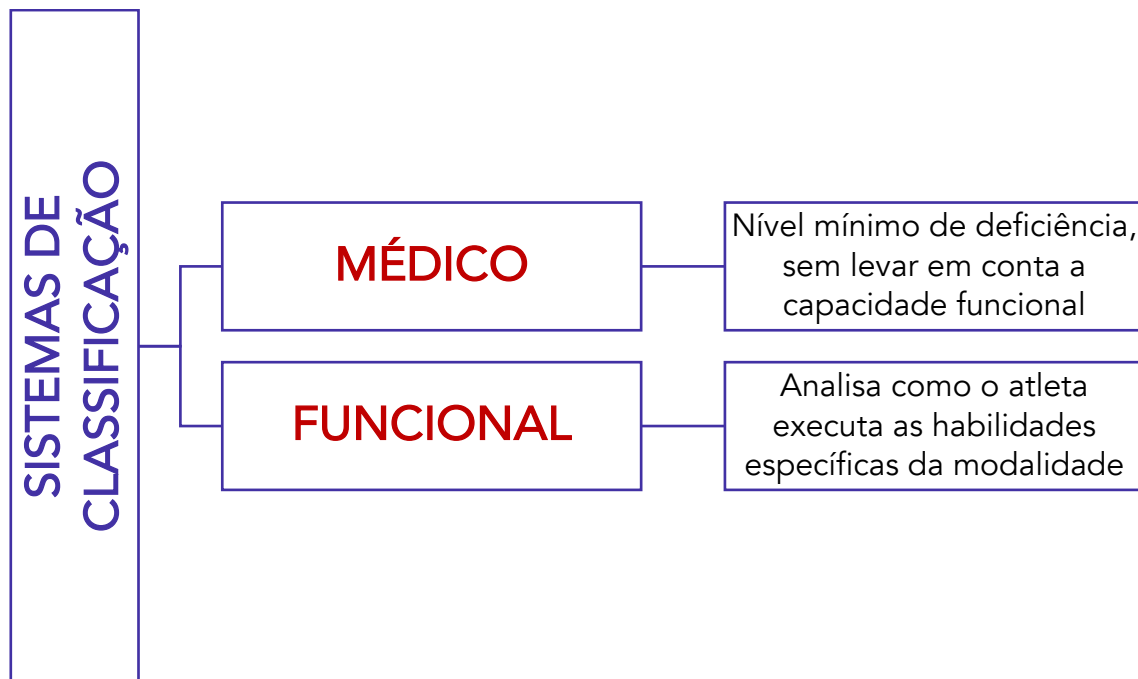 SISTEMAS DE
CLASSIFICAÇÃO
MÉDICO
Nível mínimo de deficiência,
sem levar em conta a
capacidade funcional
FUNCIONAL
Analisa como o atleta
executa as habilidades
específicas da modalidade